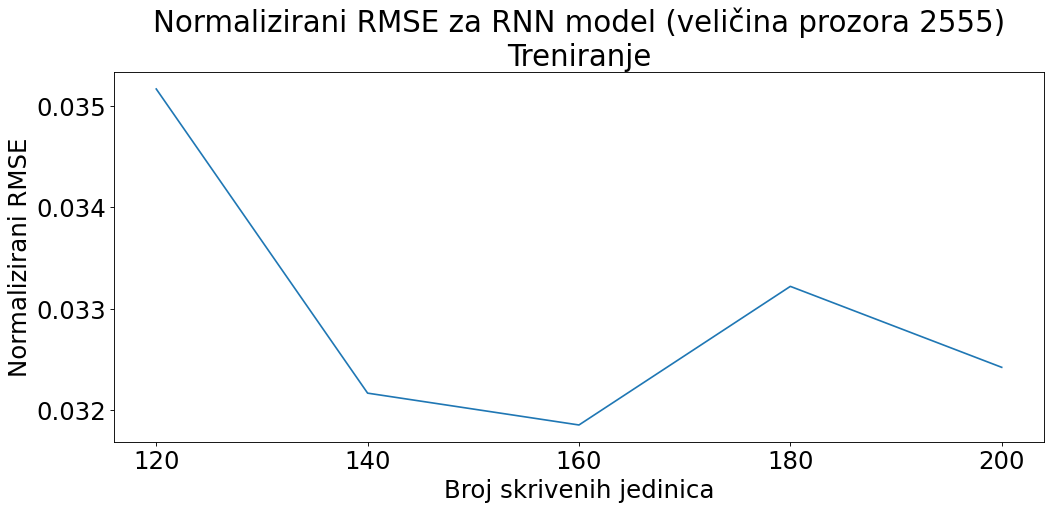 Normalizirani RMSE za RNN model (veličina prozora 2555)
Treniranje
Normalizirani RMSE
0.035
0.034
0.033
0.032
120 140 160 180 200
Broj skrivenih jedinica